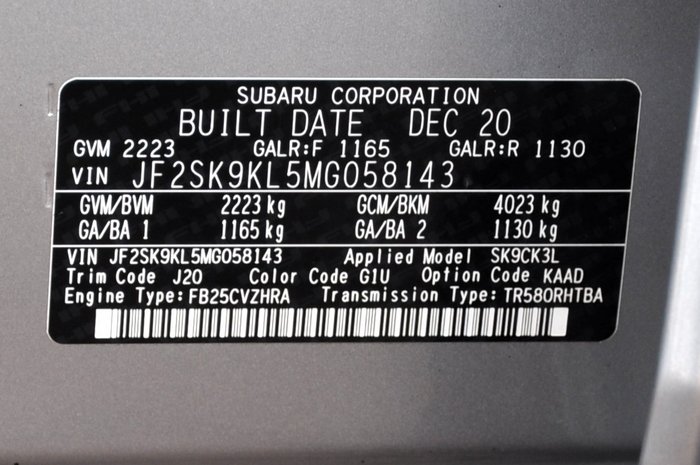 SUBARU CORPORATION
BUILT DATE DEC 20
GVM 2223 GALR:F 1165 GALR:R 1130
VIN JF2SK9KL5MG058143
GVM/BVM 2223 kg GCM/BKM 4023 kg
GA/BA 1 1165 kg GA/BA 2 1130 kg
VIN JF2SK9KL5MG058143 Applied Model SK9CK3L
Trim Code J20 Color Code G1U Option Code KAAD
Engine Type:FB25CVZHRA Transmission Type:TR580RHTBA